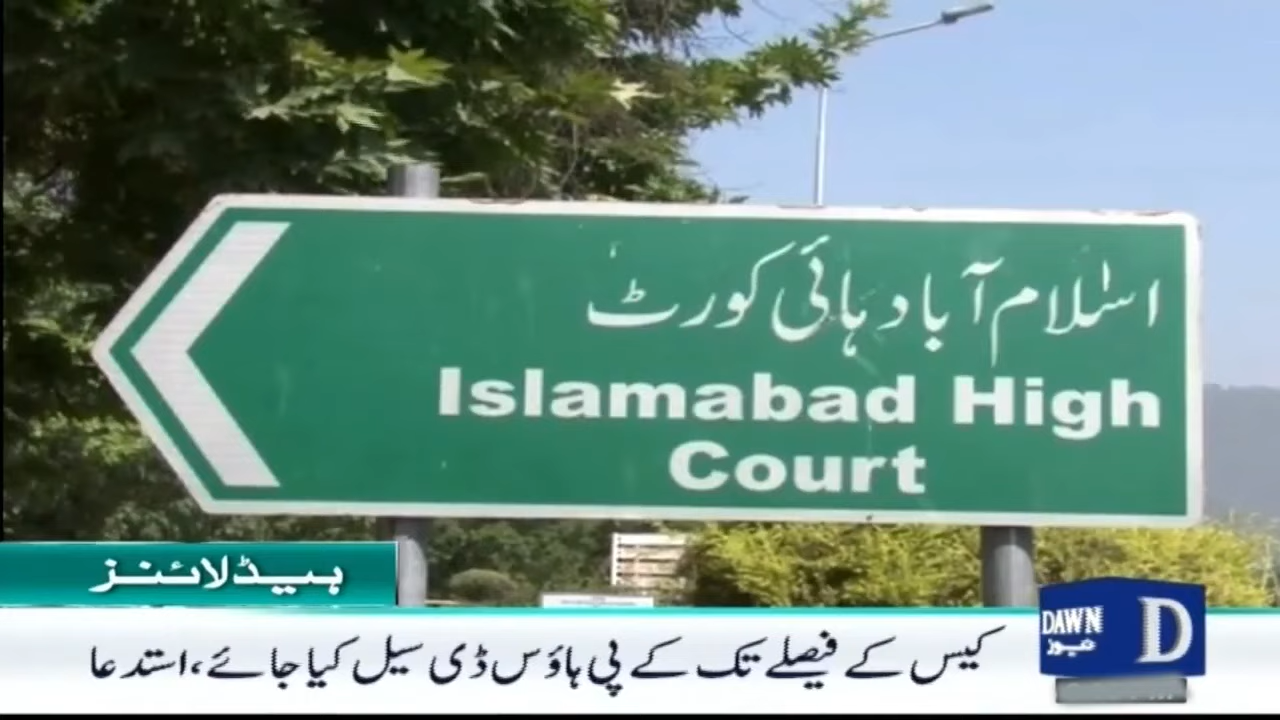 اسلام آباد ہائی کورٹ
Islamabad High
Court
ہیڈلائنز
DAWN
نیوز
D
کیس کے فیصلے تک کے پی ہاؤس ڈی سیل کیا جائے، استدعا